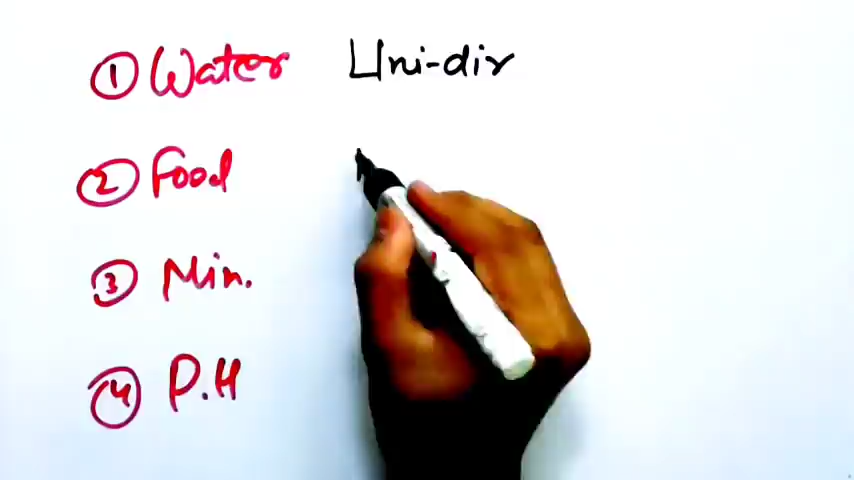 ① Water Uni-dir
② Food
③ Min.
④ P.H